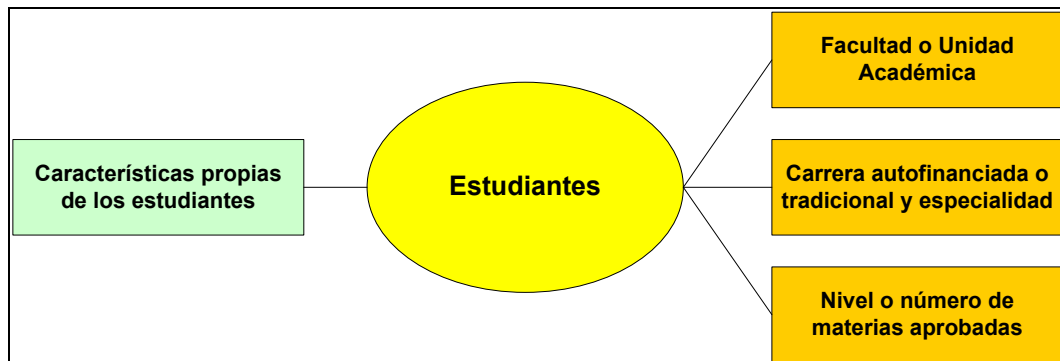 Características propias
de los estudiantes
Estudiantes
Facultad o Unidad
Académica
Carrera autofinanciada o
tradicional y especialidad
Nivel o número de
materias aprobadas